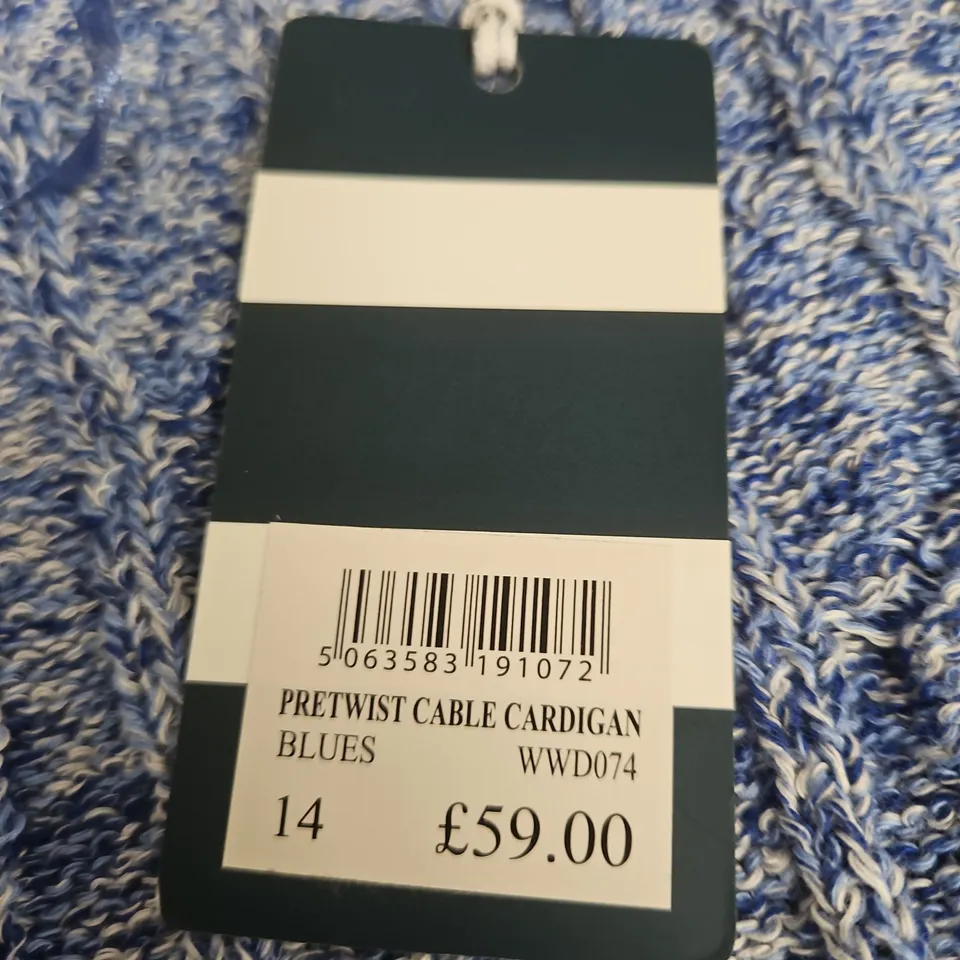 5 063583 191072
PRETWIST CABLE CARDIGAN
BLUES WWD074
14 £59.00